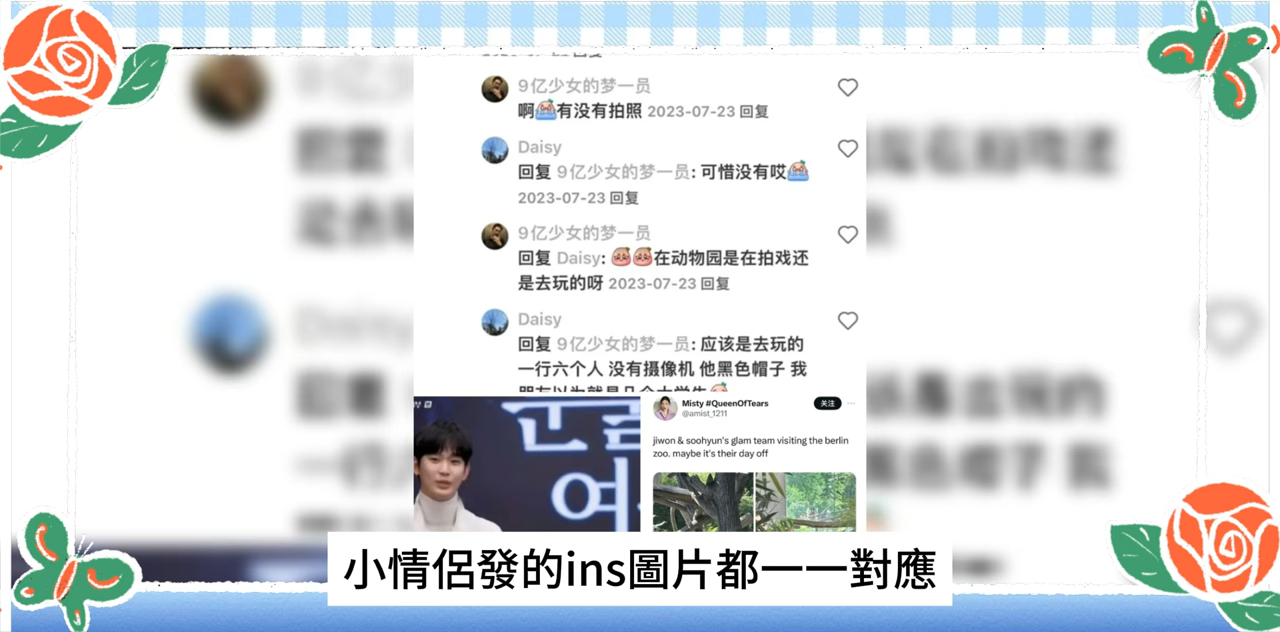 9亿少女的梦一员
啊有没有拍照 2023-07-23 回复
Daisy
回复 9亿少女的梦一员: 可惜没有哎
2023-07-23 回复
9亿少女的梦一员
回复 Daisy: 在动物园是在拍戏还
是去玩的呀 2023-07-23 回复
Daisy
回复 9亿少女的梦一员: 应该是去玩的
一行六个人 没有摄像机 他黑色帽子 我
Misty #QueenOfTears
关注
@amist_1211
jiwon & soohyun's glam team visiting the berlin
zoo. maybe it's their day off
小情侶發的ins圖片都一一對應